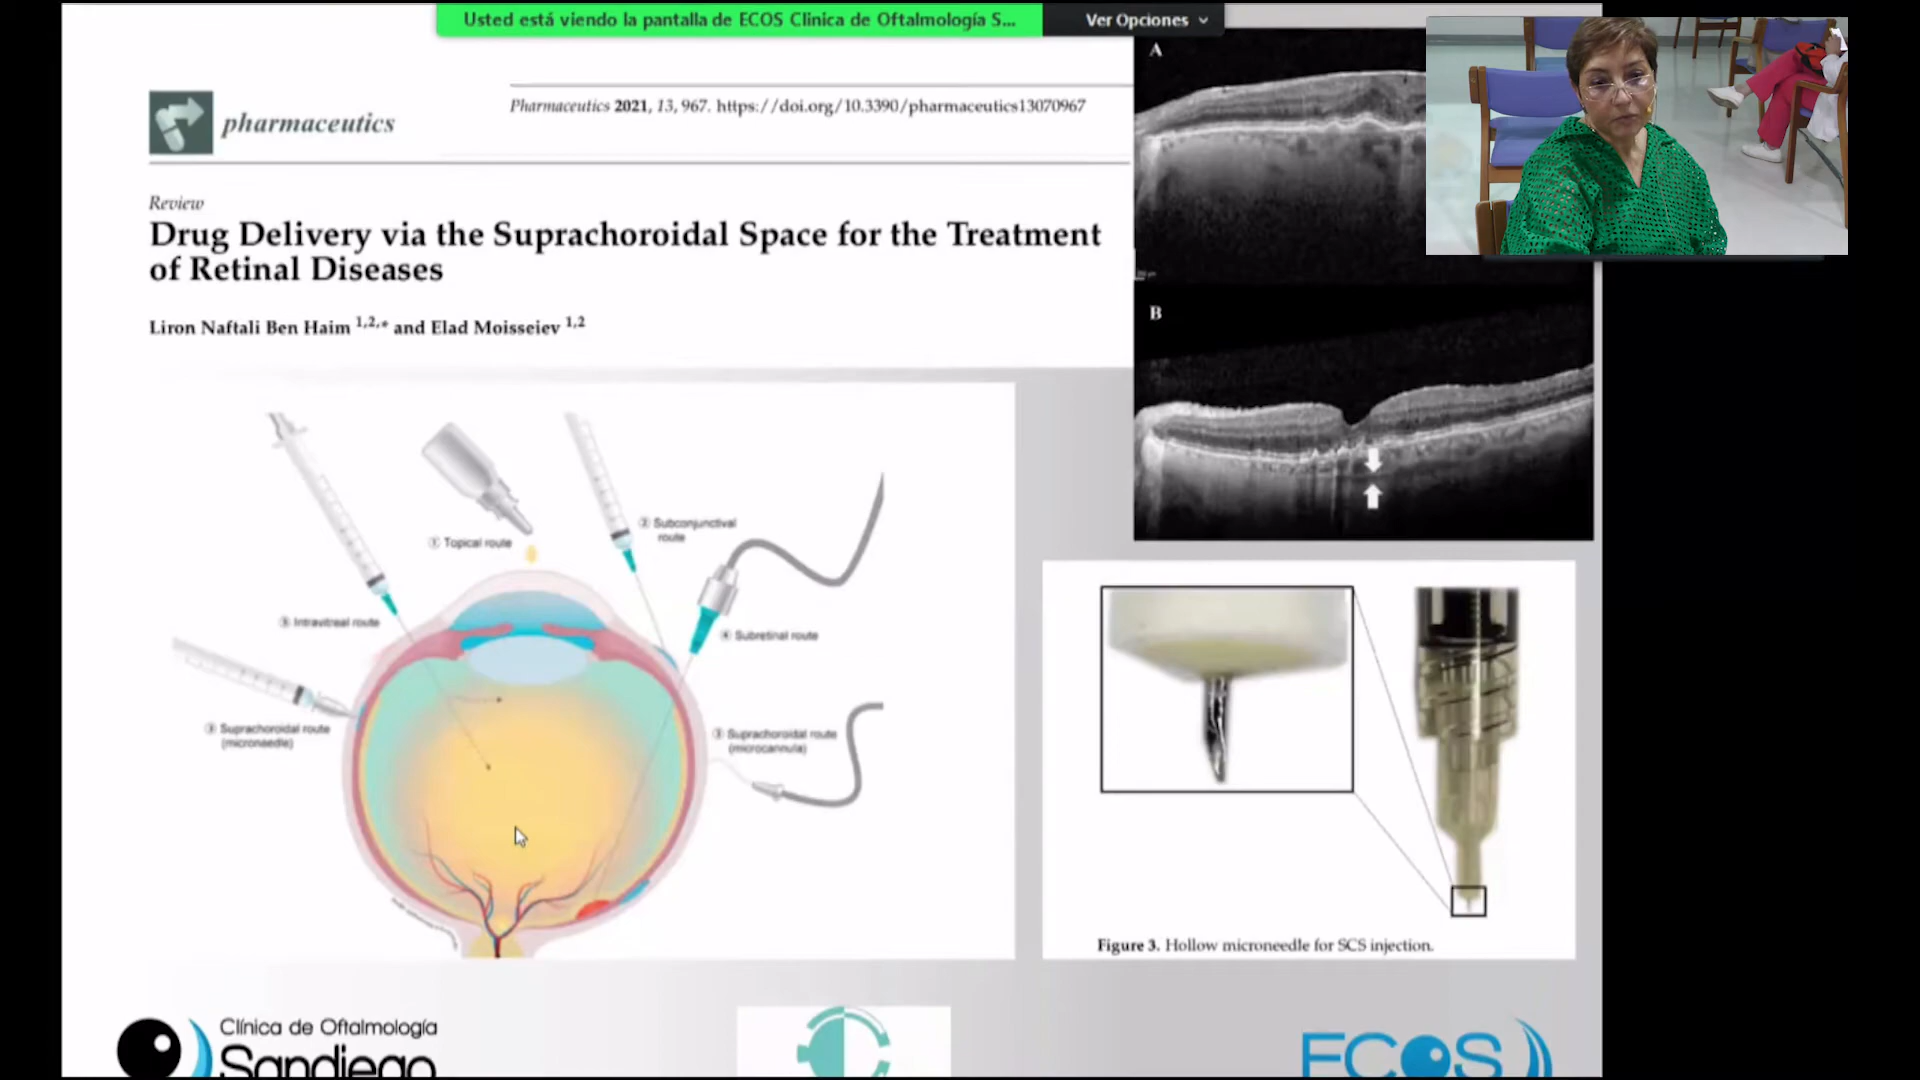 Usted está viendo la pantalla de ECOS Clinica de Oftalmología S...
Ver Opciones
pharmaceutics
Pharmaceutics 2021, 13, 967. https://doi.org/10.3390/pharmaceutics13070967
Review
Drug Delivery via the Suprachoroidal Space for the Treatment
of Retinal Diseases
Liron Naftali Ben Haim 1,2,* and Elad Moisseiev 1,2
A
B
① Topical route
② Subconjunctival
route
Intravitreal route
④ Subretinal route
③ Suprachoroidal route
(microneedle)
③ Suprachoroidal route
(microcannula)
Figure 3. Hollow microneedle for SCS injection.
Clínica de Oftalmología
Sandiego
ECOS